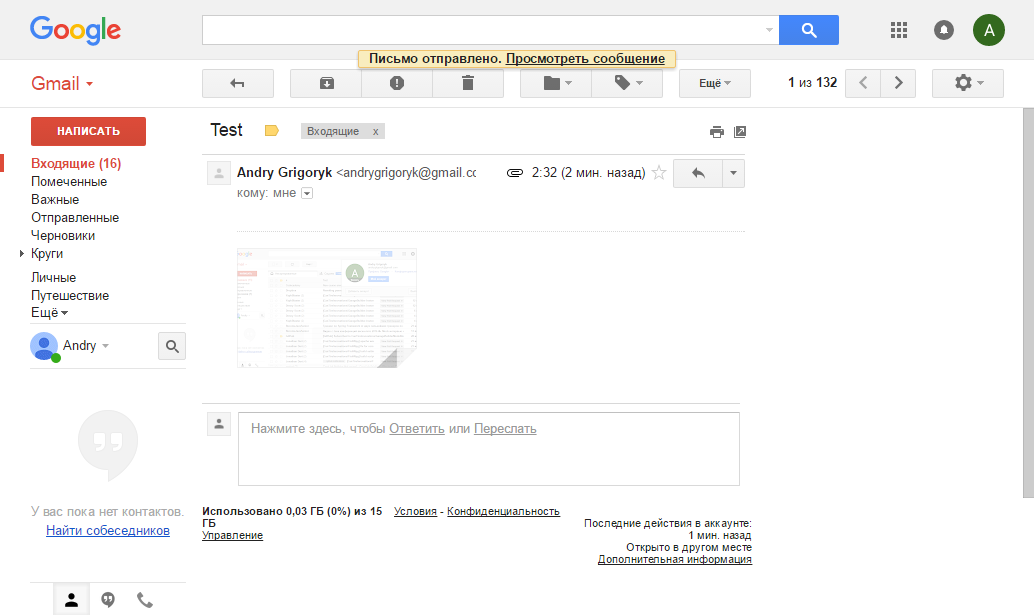 Google
A
Письмо отправлено. Просмотреть сообщение
Gmail
Ещё
1 из 132
НАПИСАТЬ
Входящие (16)
Помеченные
Важные
Отправленные
Черновики
Круги
Личные
Путешествие
Ещё
Andry
У вас пока нет контактов.
Найти собеседников
Test
Входящие x
Andry Grigoryk <andrygrigoryk@gmail.cc
2:32 (2 мин. назад)
кому: мне
Нажмите здесь, чтобы Ответить или Переслать
Использовано 0,03 ГБ (0%) из 15
ГБ
Управление
Условия - Конфиденциальность
Последние действия в аккаунте:
1 мин. назад
Открыто в другом месте
Дополнительная информация